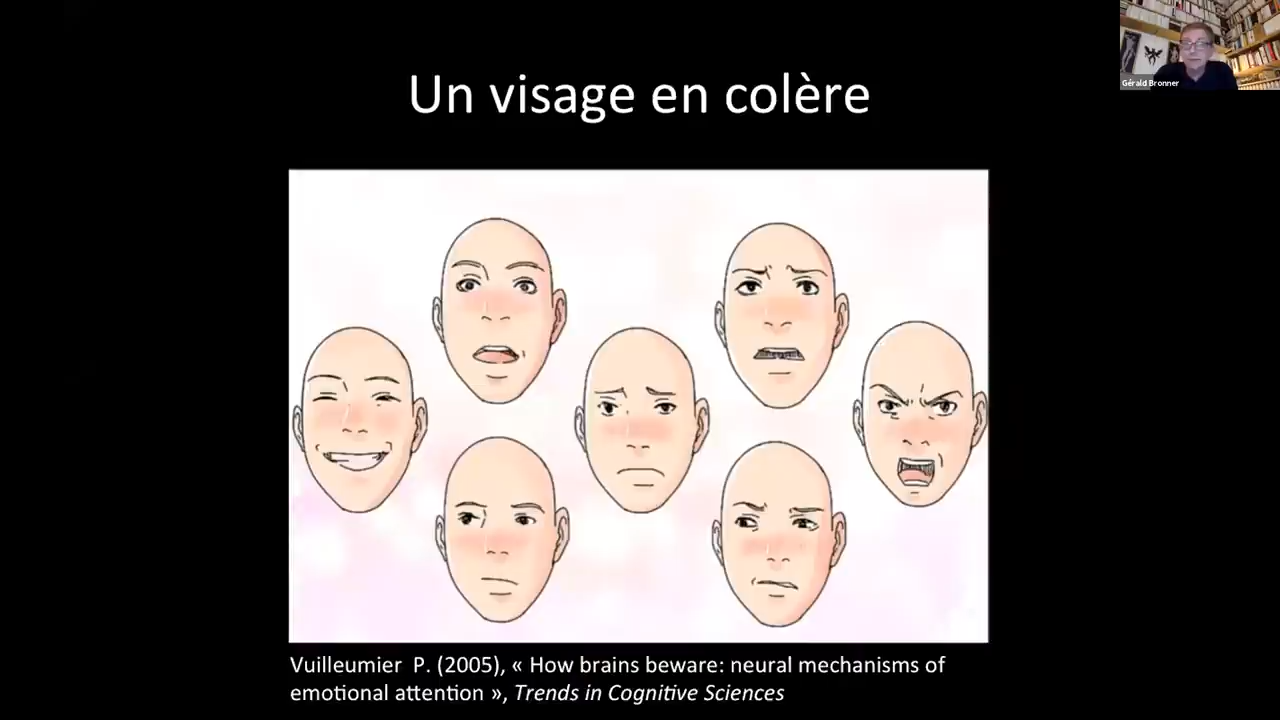 Un visage en colère
Gérald Bronner
Vuilleumier P. (2005), « How brains beware: neural mechanisms of
emotional attention », Trends in Cognitive Sciences